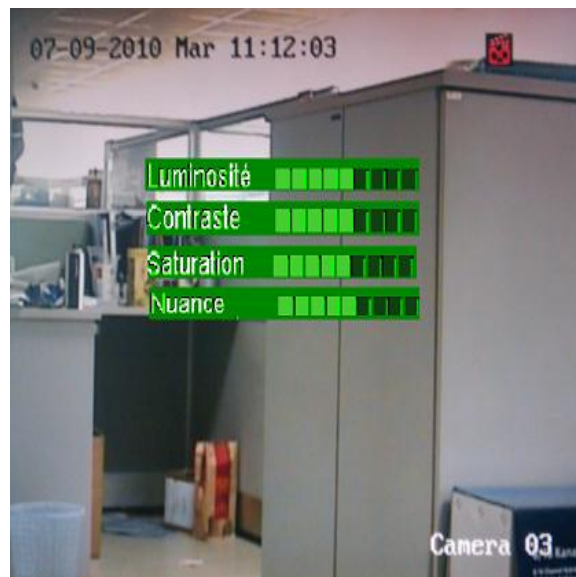 07-09-2010 Mar 11:12:03
Luminosité
Contraste
Saturation
Nuance
Camera 03